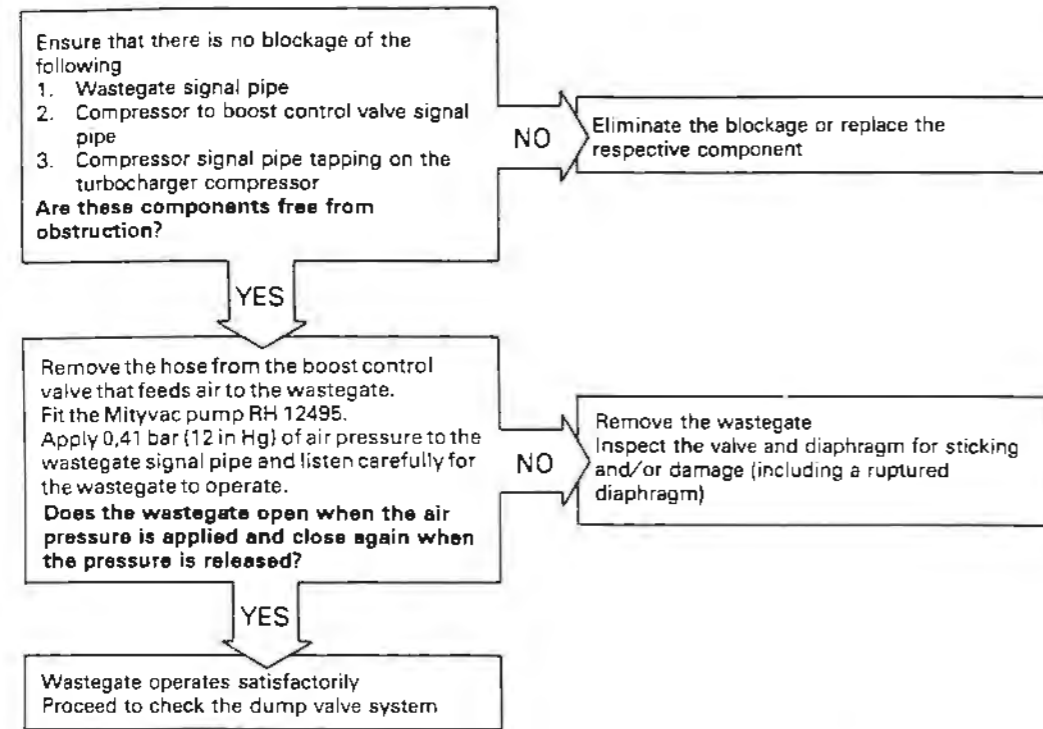 Ensure that there is no blockage of the
following
1. Wastegate signal pipe
2. Compressor to boost control valve signal
pipe
3. Compressor signal pipe tapping on the
turbocharger compressor
Are these components free from
obstruction?
NO
Eliminate the blockage or replace the
respective component
YES
Remove the hose from the boost control
valve that feeds air to the wastegate.
Fit the Mityvac pump RH 12495.
Apply 0,41 bar (12 in Hg) of air pressure to the
wastegate signal pipe and listen carefully for
the wastegate to operate.
Does the wastegate open when the air
pressure is applied and close again when
the pressure is released?
NO
Remove the wastegate
Inspect the valve and diaphragm for sticking
and/or damage (including a ruptured
diaphragm)
YES
Wastegate operates satisfactorily
Proceed to check the dump valve system